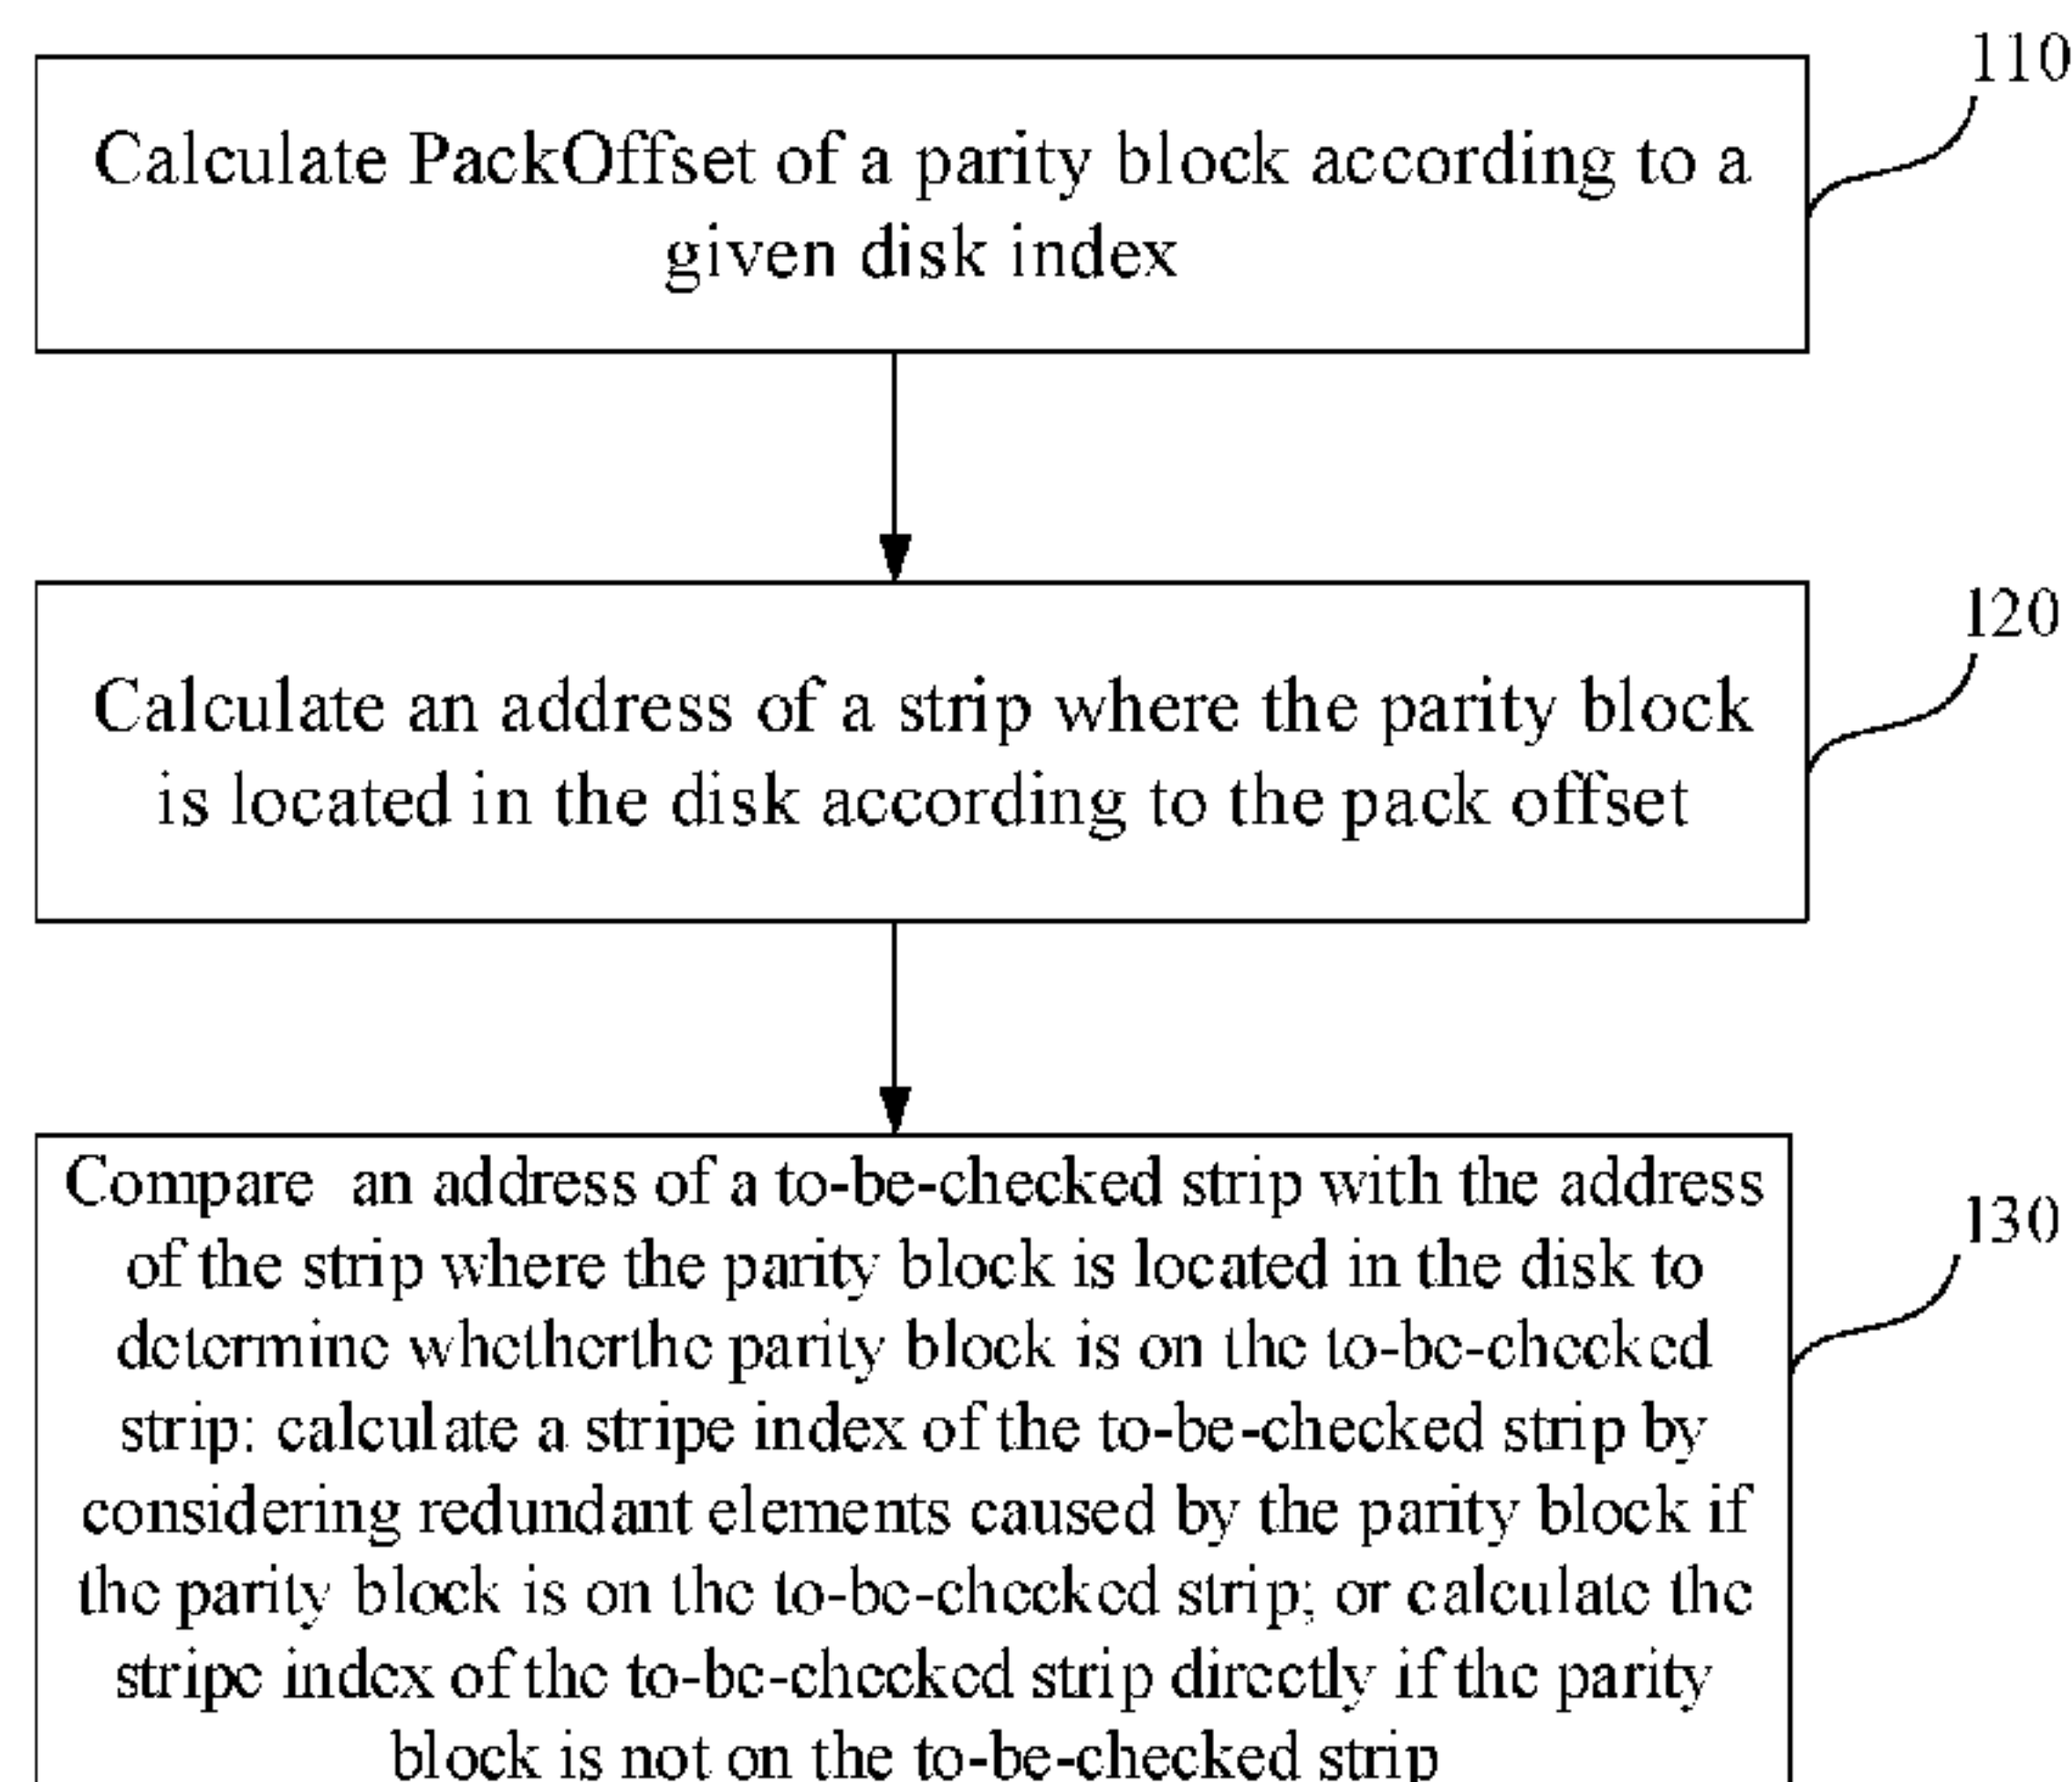 110
Calculate PackOffset of a parity block according to a
given disk index
120
Calculate an address of a strip where the parity block
is located in the disk according to the pack offset
Compare an address of a to-be-checked strip with the address
130
of the strip where the parity block is located in the disk to
determine whetherthe parity block is on the to-be-checked
strip: calculate a stripe index of the to-be-checked strip by
considering redundant elements caused by the parity block if
the parity block is on the to-be-checked strip; or calculate the
stripe index of the to-be-checked strip directly if the parity
block is not on the to-be-checked strip